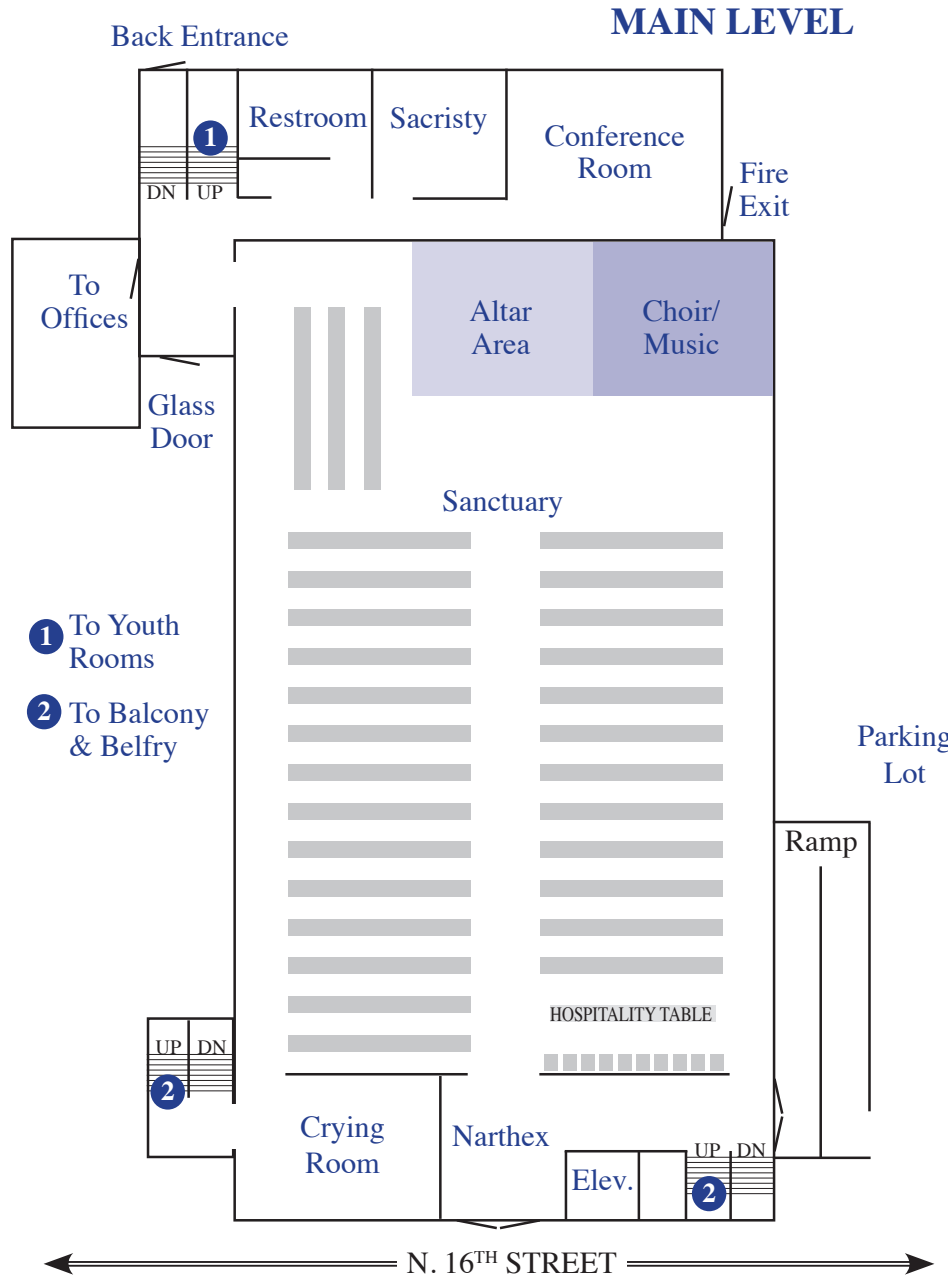 MAIN LEVEL
Back Entrance
1
Restroom
Sacristy
Conference
Room
DN
UP
Fire
Exit
To
Offices
Altar
Area
Choir/
Music
Glass
Door
Sanctuary
1 To Youth
Rooms
2 To Balcony
& Belfry
Parking
Lot
Ramp
HOSPITALITY TABLE
UP
DN
2
Crying
Room
Narthex
Elev.
UP
DN
2
N. 16TH STREET